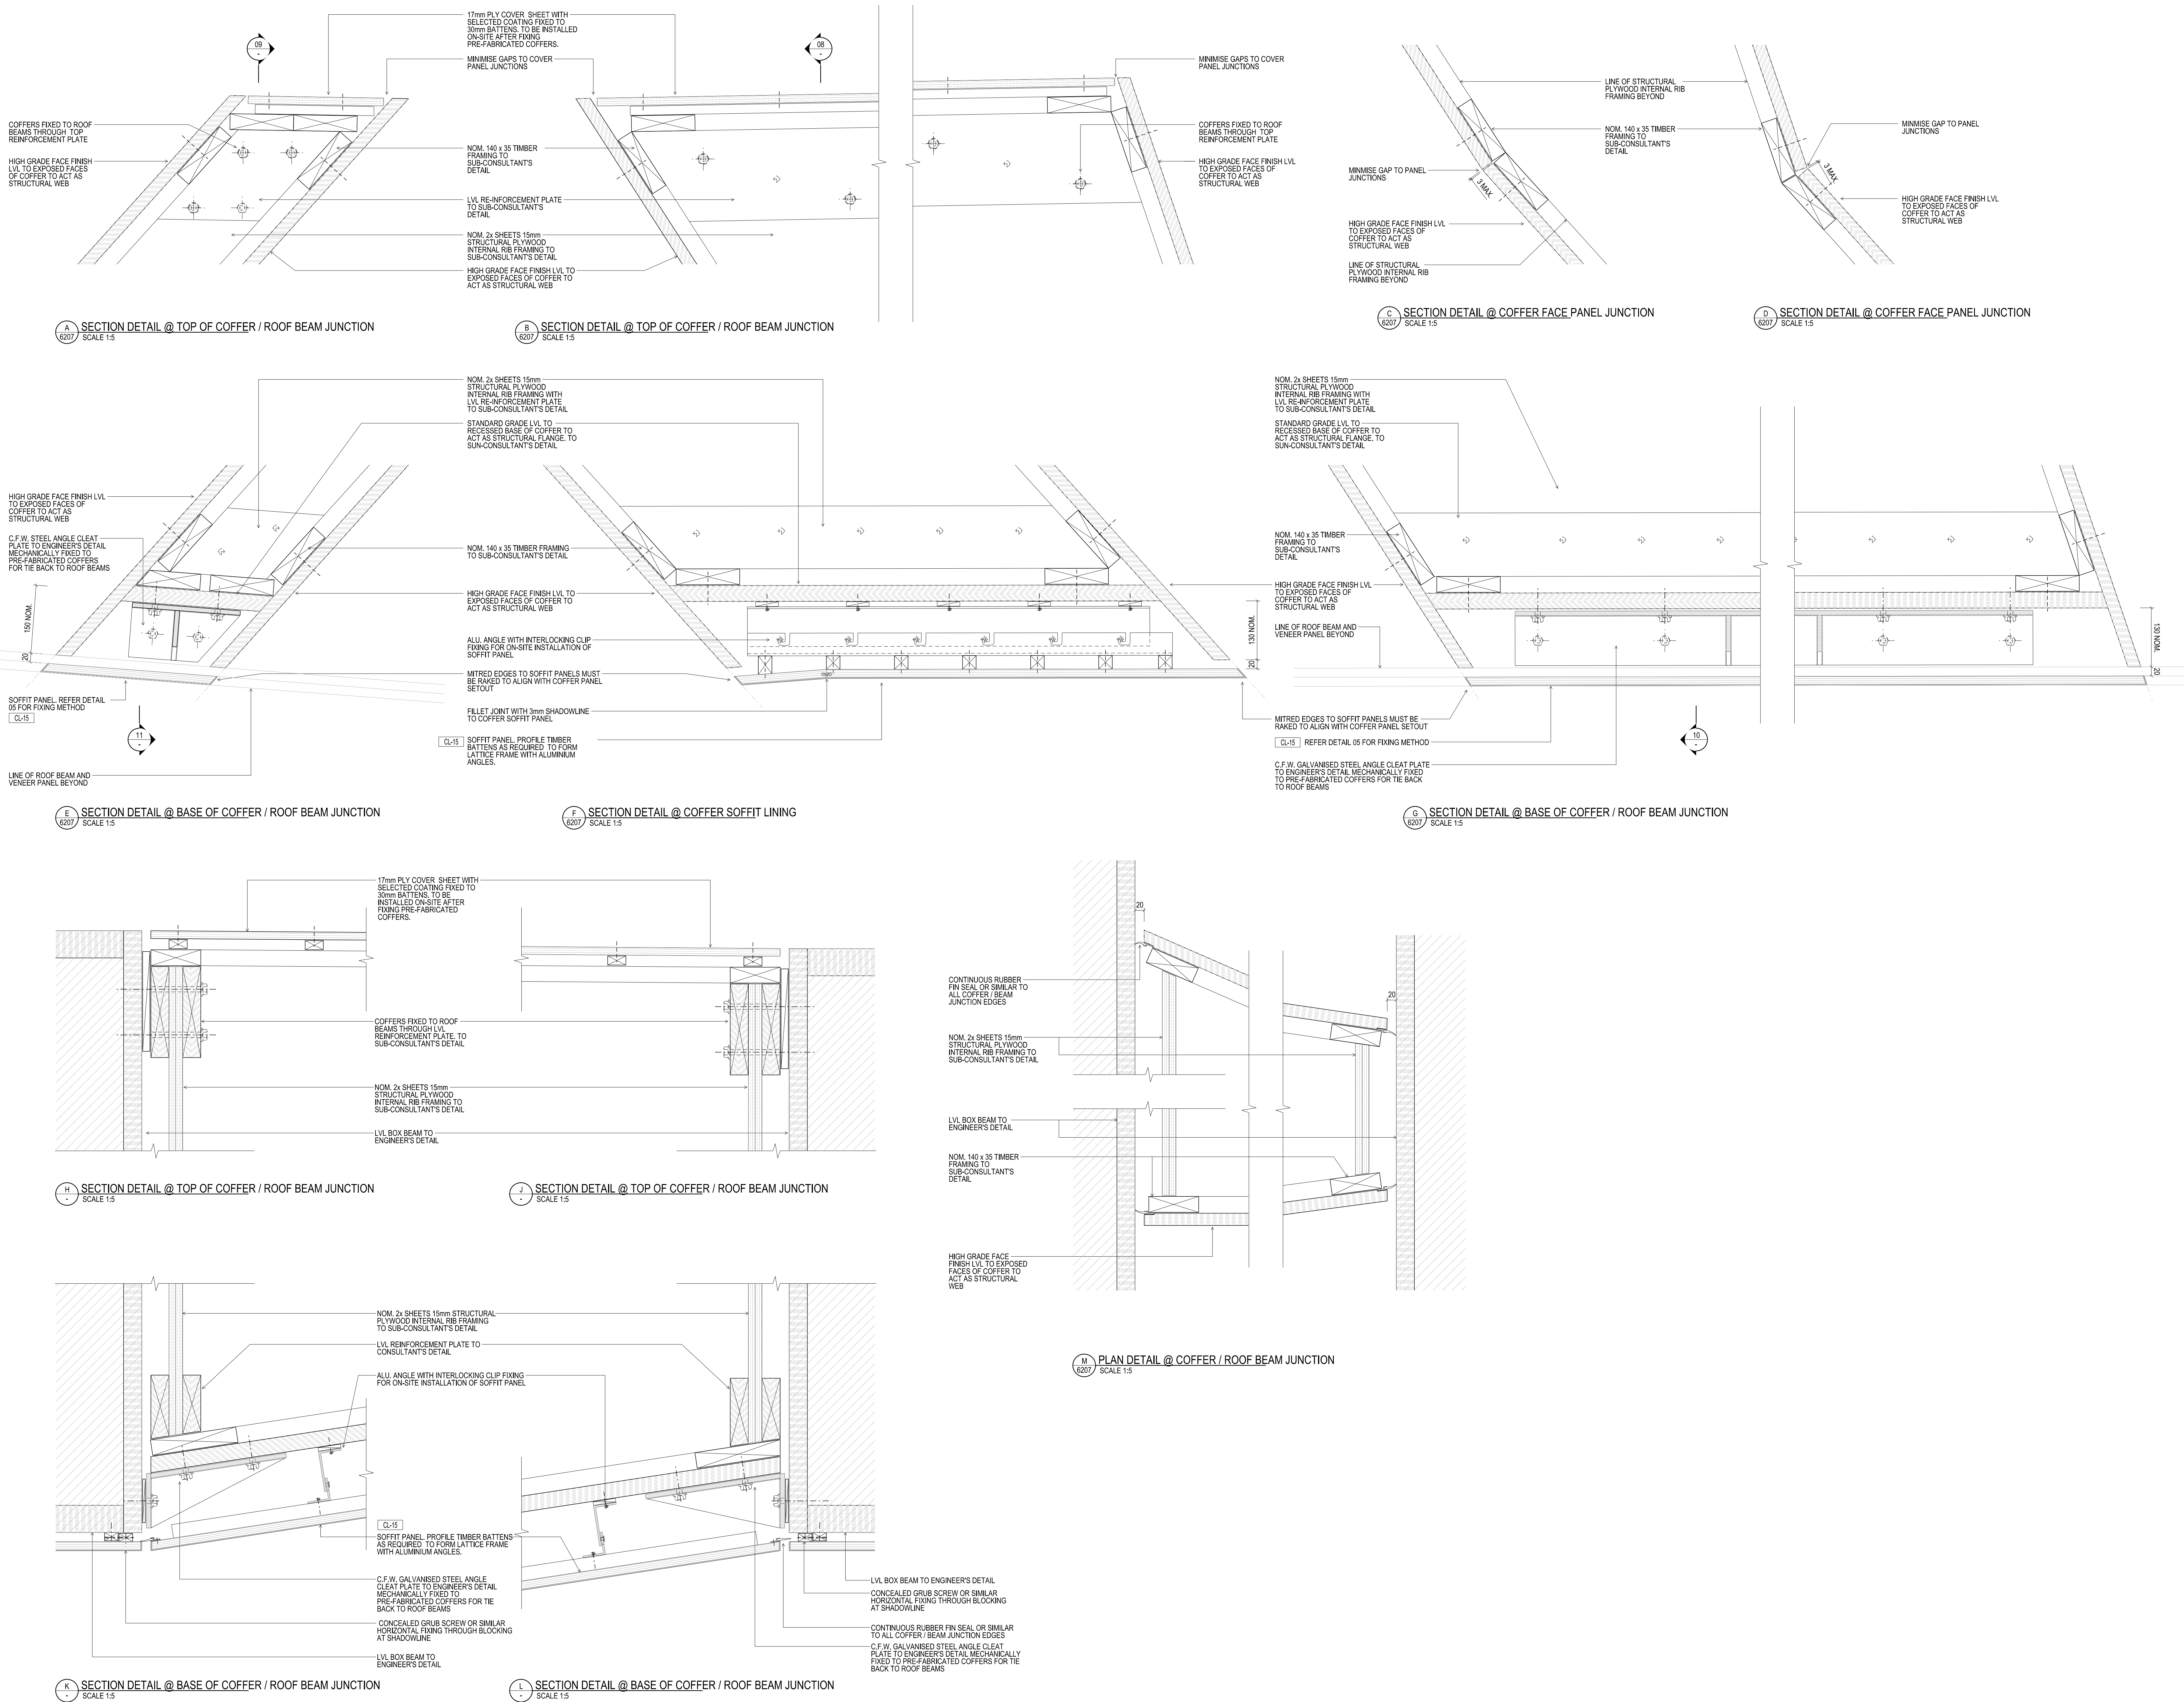 17mm PLY COVER SHEET WITH
SELECTED COATING FIXED TO
30mm BATTENS. TO BE INSTALLED
ON-SITE AFTER FIXING
PRE-FABRICATED COFFERS.
09
-
08
-
MINIMISE GAPS TO COVER
PANEL JUNCTIONS
MINIMISE GAPS TO COVER
PANEL JUNCTIONS
COFFERS FIXED TO ROOF
BEAMS THROUGH TOP
REINFORCEMENT PLATE
HIGH GRADE FACE FINISH
LVL TO EXPOSED FACES
OF COFFER TO ACT AS
STRUCTURAL WEB
NOM. 140 x 35 TIMBER
FRAMING TO
SUB-CONSULTANT'S
DETAIL
LVL RE-INFORCEMENT PLATE
TO SUB-CONSULTANT'S
DETAIL
NOM. 2x SHEETS 15mm
STRUCTURAL PLYWOOD
INTERNAL RIB FRAMING TO
SUB-CONSULTANT'S DETAIL
HIGH GRADE FACE FINISH LVL TO
EXPOSED FACES OF COFFER TO
ACT AS STRUCTURAL WEB
COFFERS FIXED TO ROOF
BEAMS THROUGH TOP
REINFORCEMENT PLATE
HIGH GRADE FACE FINISH LVL
TO EXPOSED FACES OF
COFFER TO ACT AS
STRUCTURAL WEB
A
6207
SECTION DETAIL @ TOP OF COFFER / ROOF BEAM JUNCTION
SCALE 1:5
B
6207
SECTION DETAIL @ TOP OF COFFER / ROOF BEAM JUNCTION
SCALE 1:5
LINE OF STRUCTURAL
PLYWOOD INTERNAL RIB
FRAMING BEYOND
NOM. 140 x 35 TIMBER
FRAMING TO
SUB-CONSULTANT'S
DETAIL
MINMISE GAP TO PANEL
JUNCTIONS
3 MAX.
MINMISE GAP TO PANEL
JUNCTIONS
3 MAX.
HIGH GRADE FACE FINISH LVL
TO EXPOSED FACES OF
COFFER TO ACT AS
STRUCTURAL WEB
HIGH GRADE FACE FINISH LVL
TO EXPOSED FACES OF
COFFER TO ACT AS
STRUCTURAL WEB
LINE OF STRUCTURAL
PLYWOOD INTERNAL RIB
FRAMING BEYOND
C
6207
SECTION DETAIL @ COFFER FACE PANEL JUNCTION
SCALE 1:5
D
6207
SECTION DETAIL @ COFFER FACE PANEL JUNCTION
SCALE 1:5
NOM. 2x SHEETS 15mm
STRUCTURAL PLYWOOD
INTERNAL RIB FRAMING WITH
LVL RE-INFORCEMENT PLATE
TO SUB-CONSULTANT'S DETAIL
STANDARD GRADE LVL TO
RECESSED BASE OF COFFER TO
ACT AS STRUCTURAL FLANGE. TO
SUN-CONSULTANT'S DETAIL
HIGH GRADE FACE FINISH LVL
TO EXPOSED FACES OF
COFFER TO ACT AS
STRUCTURAL WEB
C.F.W. STEEL ANGLE CLEAT
PLATE TO ENGINEER'S DETAIL
MECHANICALLY FIXED TO
PRE-FABRICATED COFFERS
FOR TIE BACK TO ROOF BEAMS
150 NOM.
20
SOFFIT PANEL. REFER DETAIL
05 FOR FIXING METHOD
CL-15
11
-
LINE OF ROOF BEAM AND
VENEER PANEL BEYOND
NOM. 140 x 35 TIMBER FRAMING
TO SUB-CONSULTANT'S DETAIL
HIGH GRADE FACE FINISH LVL TO
EXPOSED FACES OF COFFER TO
ACT AS STRUCTURAL WEB
ALU. ANGLE WITH INTERLOCKING CLIP
FIXING FOR ON-SITE INSTALLATION OF
SOFFIT PANEL
MITRED EDGES TO SOFFIT PANELS MUST
BE RAKED TO ALIGN WITH COFFER PANEL
SETOUT
FILLET JOINT WITH 3mm SHADOWLINE
TO COFFER SOFFIT PANEL
CL-15
SOFFIT PANEL. PROFILE TIMBER
BATTENS AS REQUIRED TO FORM
LATTICE FRAME WITH ALUMINIUM
ANGLES.
130 NOM.
20
E
6207
SECTION DETAIL @ BASE OF COFFER / ROOF BEAM JUNCTION
SCALE 1:5
F
6207
SECTION DETAIL @ COFFER SOFFIT LINING
SCALE 1:5
NOM. 2x SHEETS 15mm
STRUCTURAL PLYWOOD
INTERNAL RIB FRAMING WITH
LVL RE-INFORCEMENT PLATE
TO SUB-CONSULTANT'S DETAIL
STANDARD GRADE LVL TO
RECESSED BASE OF COFFER TO
ACT AS STRUCTURAL FLANGE. TO
SUN-CONSULTANT'S DETAIL
NOM. 140 x 35 TIMBER
FRAMING TO
SUB-CONSULTANT'S
DETAIL
HIGH GRADE FACE FINISH LVL
TO EXPOSED FACES OF
COFFER TO ACT AS
STRUCTURAL WEB
LINE OF ROOF BEAM AND
VENEER PANEL BEYOND
130 NOM.
20
MITRED EDGES TO SOFFIT PANELS MUST BE
RAKED TO ALIGN WITH COFFER PANEL SETOUT
CL-15
REFER DETAIL 05 FOR FIXING METHOD
10
-
C.F.W. GALVANISED STEEL ANGLE CLEAT PLATE
TO ENGINEER'S DETAIL MECHANICALLY FIXED
TO PRE-FABRICATED COFFERS FOR TIE BACK
TO ROOF BEAMS
G
6207
SECTION DETAIL @ BASE OF COFFER / ROOF BEAM JUNCTION
SCALE 1:5
17mm PLY COVER SHEET WITH
SELECTED COATING FIXED TO
30mm BATTENS. TO BE
INSTALLED ON-SITE AFTER
FIXING PRE-FABRICATED
COFFERS.
COFFERS FIXED TO ROOF
BEAMS THROUGH LVL
REINFORCEMENT PLATE. TO
SUB-CONSULTANT'S DETAIL
NOM. 2x SHEETS 15mm
STRUCTURAL PLYWOOD
INTERNAL RIB FRAMING TO
SUB-CONSULTANT'S DETAIL
LVL BOX BEAM TO
ENGINEER'S DETAIL
H
-
SECTION DETAIL @ TOP OF COFFER / ROOF BEAM JUNCTION
SCALE 1:5
J
-
SECTION DETAIL @ TOP OF COFFER / ROOF BEAM JUNCTION
SCALE 1:5
20
CONTINUOUS RUBBER
FIN SEAL OR SIMILAR TO
ALL COFFER / BEAM
JUNCTION EDGES
20
NOM. 2x SHEETS 15mm
STRUCTURAL PLYWOOD
INTERNAL RIB FRAMING TO
SUB-CONSULTANT'S DETAIL
LVL BOX BEAM TO
ENGINEER'S DETAIL
NOM. 140 x 35 TIMBER
FRAMING TO
SUB-CONSULTANT'S
DETAIL
HIGH GRADE FACE
FINISH LVL TO EXPOSED
FACES OF COFFER TO
ACT AS STRUCTURAL
WEB
M
6207
PLAN DETAIL @ COFFER / ROOF BEAM JUNCTION
SCALE 1:5
NOM. 2x SHEETS 15mm STRUCTURAL
PLYWOOD INTERNAL RIB FRAMING
TO SUB-CONSULTANT'S DETAIL
LVL REINFORCEMENT PLATE TO
CONSULTANT'S DETAIL
ALU. ANGLE WITH INTERLOCKING CLIP FIXING
FOR ON-SITE INSTALLATION OF SOFFIT PANEL
CL-15
SOFFIT PANEL. PROFILE TIMBER BATTENS
AS REQUIRED TO FORM LATTICE FRAME
WITH ALUMINIUM ANGLES.
C.F.W. GALVANISED STEEL ANGLE
CLEAT PLATE TO ENGINEER'S DETAIL
MECHANICALLY FIXED TO
PRE-FABRICATED COFFERS FOR TIE
BACK TO ROOF BEAMS
CONCEALED GRUB SCREW OR SIMILAR
HORIZONTAL FIXING THROUGH BLOCKING
AT SHADOWLINE
LVL BOX BEAM TO
ENGINEER'S DETAIL
LVL BOX BEAM TO ENGINEER'S DETAIL
CONCEALED GRUB SCREW OR SIMILAR
HORIZONTAL FIXING THROUGH BLOCKING
AT SHADOWLINE
CONTINUOUS RUBBER FIN SEAL OR SIMILAR
TO ALL COFFER / BEAM JUNCTION EDGES
C.F.W. GALVANISED STEEL ANGLE CLEAT
PLATE TO ENGINEER'S DETAIL MECHANICALLY
FIXED TO PRE-FABRICATED COFFERS FOR TIE
BACK TO ROOF BEAMS
K
-
SECTION DETAIL @ BASE OF COFFER / ROOF BEAM JUNCTION
SCALE 1:5
L
-
SECTION DETAIL @ BASE OF COFFER / ROOF BEAM JUNCTION
SCALE 1:5